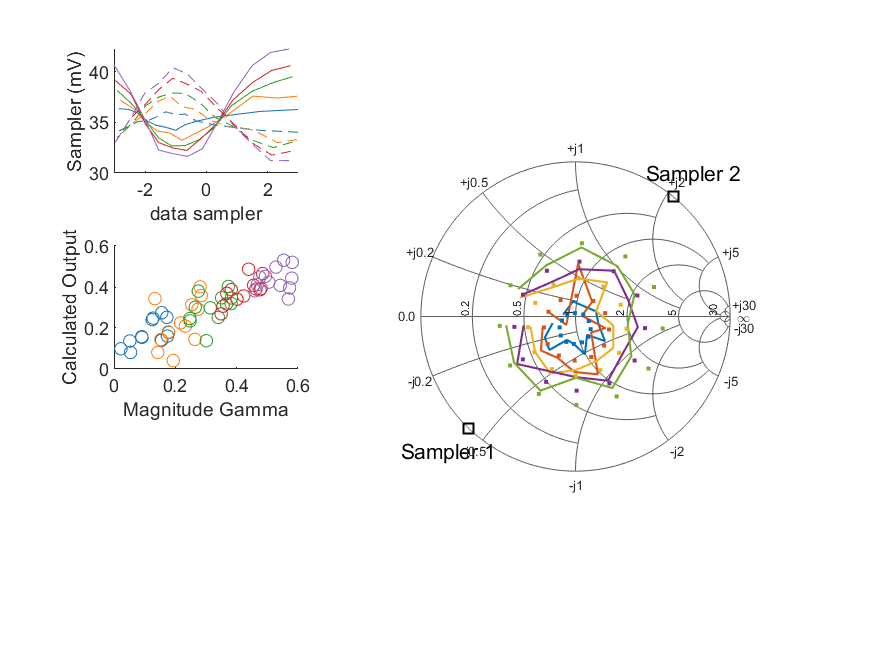 Sampler (mV)
40
35
30
-2
0
2
data sampler
Calculated Output
0.6
0.4
0.2
0
0
0.2
0.4
0.6
Magnitude Gamma
+j1
Sampler 2
+j2
+j0.5
+j5
+j0.2
+j30
0.0
0.2
0.5
1
2
5
30
∞
-j30
-j0.2
-j5
Sampler 1
-j0.5
-j2
-j1